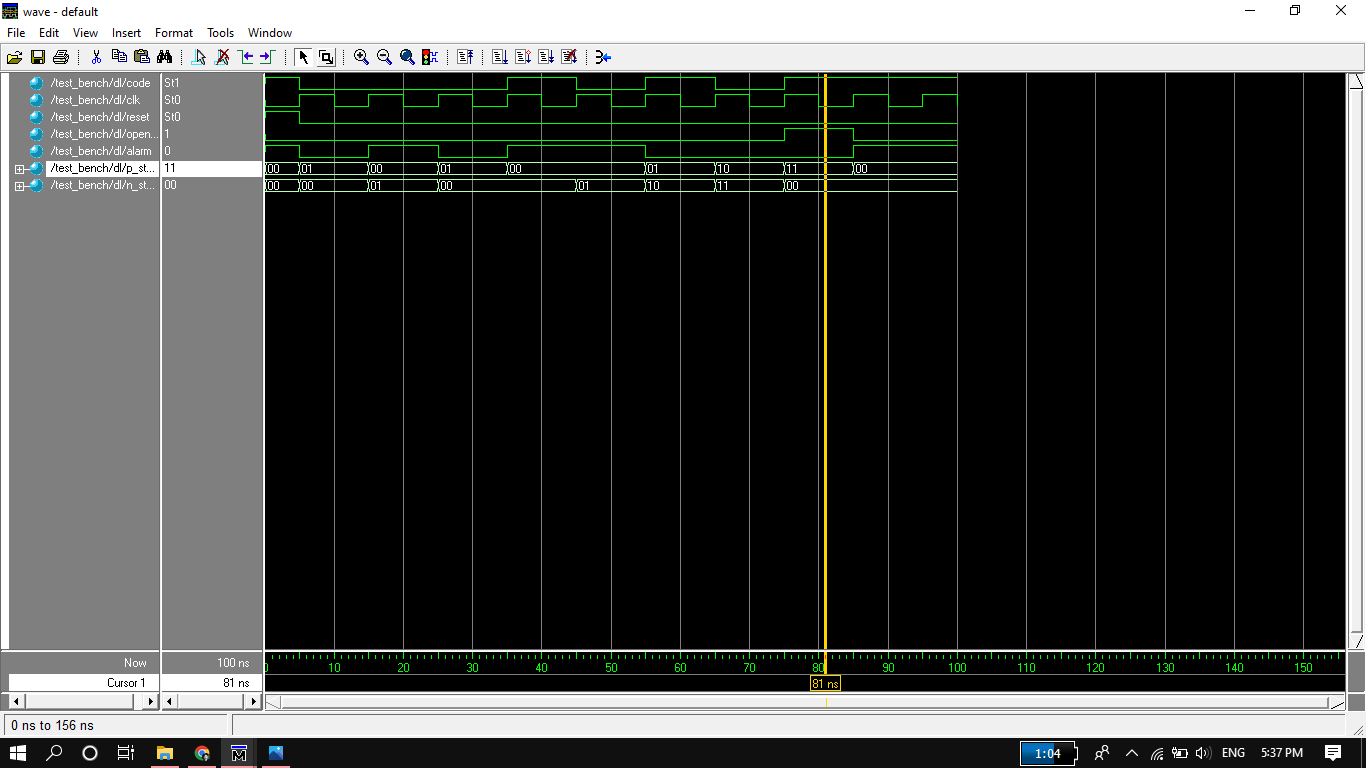 wave - default
File Edit View Insert Format Tools Window
/test_bench/dl/code St1
/test_bench/dl/clk St0
/test_bench/dl/reset St0
/test_bench/dl/open... 1
/test_bench/dl/alarm 0
/test_bench/dl/p_st... 11 00 01 00 01 00 01 10 11 00
/test_bench/dl/n_st... 00 00 00 01 00 01 10 11 00
Now 100 ns 10 20 30 40 50 60 70 80 90 100 110 120 130 140 150
Cursor 1 81 ns 81 ns
0 ns to 156 ns
1:04 ENG 5:37 PM